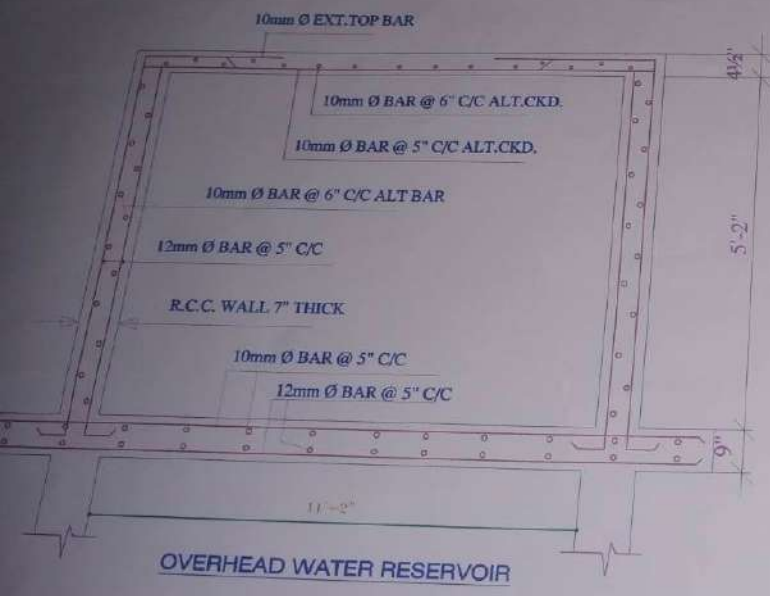 10mm Ø EXT.TOP BAR
4½"
10mm Ø BAR @ 6" C/C ALT.CKD.
10mm Ø BAR @ 5" C/C ALT.CKD.
10mm Ø BAR @ 6" C/C ALT BAR
5'-2"
12mm Ø BAR @ 5" C/C
R.C.C. WALL 7" THICK
10mm Ø BAR @ 5" C/C
12mm Ø BAR @ 5" C/C
9"
11'-2"
OVERHEAD WATER RESERVOIR